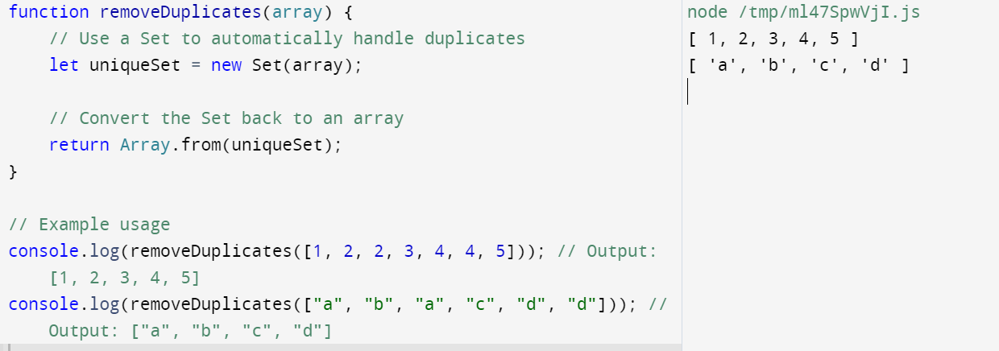 function removeDuplicates(array) {
    // Use a Set to automatically handle duplicates
    let uniqueSet = new Set(array);

    // Convert the Set back to an array
    return Array.from(uniqueSet);
}

// Example usage
console.log(removeDuplicates([1, 2, 2, 3, 4, 4, 5])); // Output:
    [1, 2, 3, 4, 5]
console.log(removeDuplicates(["a", "b", "a", "c", "d", "d"])); //
    Output: ["a", "b", "c", "d"]
node /tmp/ml47SpwVjI.js
[ 1, 2, 3, 4, 5 ]
[ 'a', 'b', 'c', 'd' ]